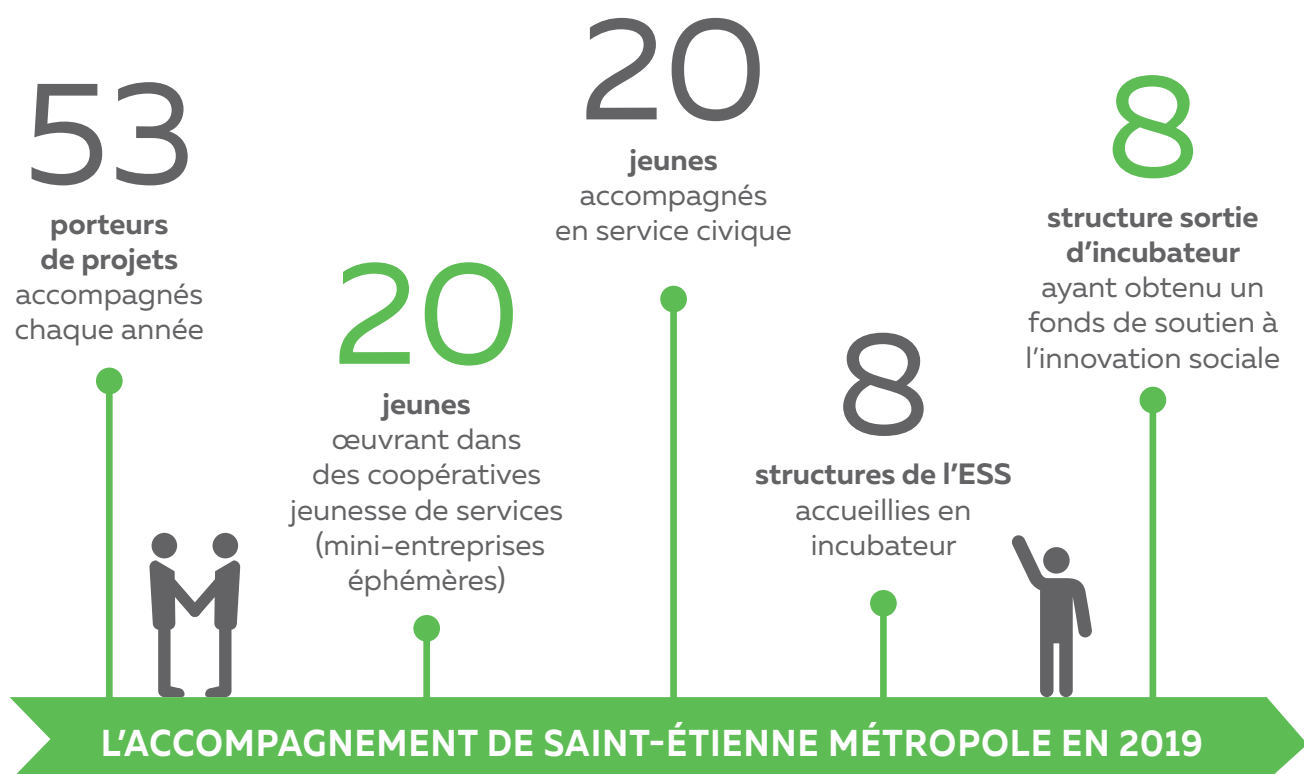 53
porteurs
de projets
accompagnés
chaque année
20
jeunes
œuvrant dans
des coopératives
jeunesse de services
(mini-entreprises
éphémères)
20
jeunes
accompagnés
en service civique
8
structures de l'ESS
accueillies en
incubateur
8
structure sortie
d'incubateur
ayant obtenu un
fonds de soutien à
l'innovation sociale
L'ACCOMPAGNEMENT DE SAINT-ÉTIENNE MÉTROPOLE EN 2019